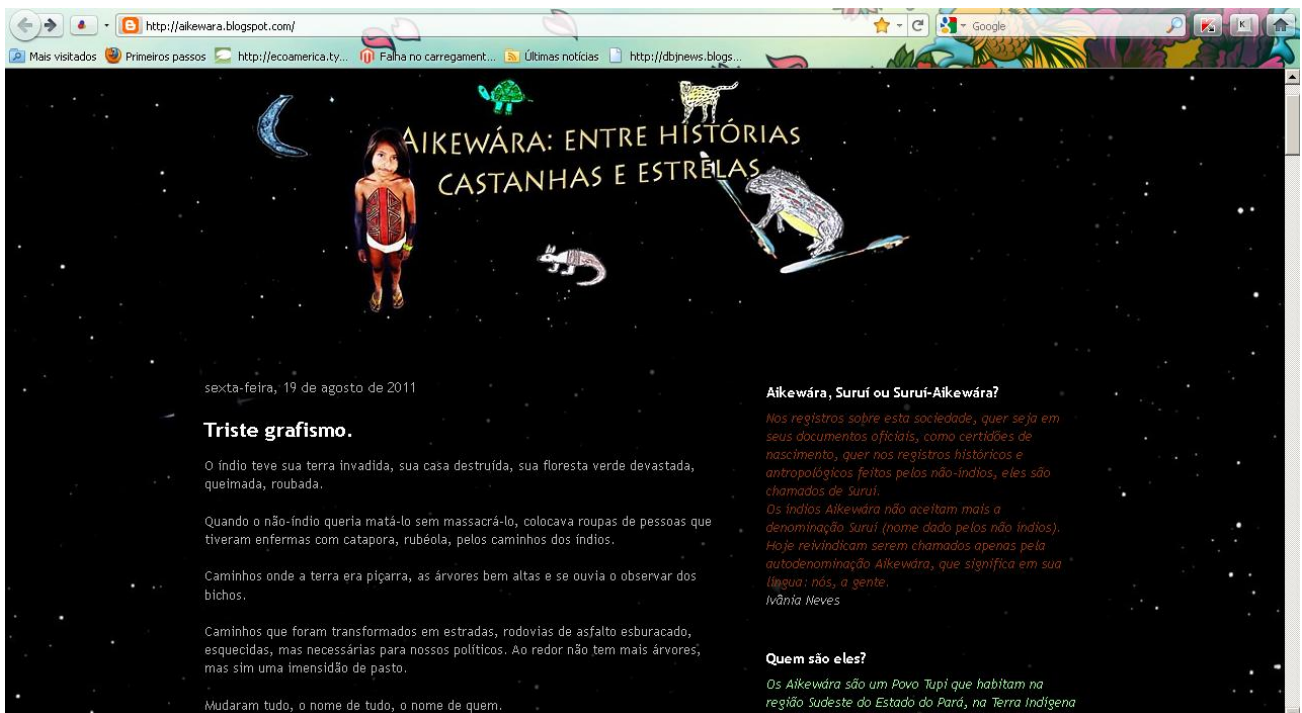 http://aikewara.blogspot.com/
Google
K
Mais visitados
Primeiros passos
http://ecoamerica.ty...
Falha no carregament...
Últimas notícias
http://dbjnews.blogs...
AIKEWÁRA: ENTRE HISTÓRIAS
CASTANHAS E ESTRELAS
sexta-feira, 19 de agosto de 2011
Triste grafismo.
O índio teve sua terra invadida, sua casa destruída, sua floresta verde devastada,
queimada, roubada.
Quando o não-índio queria matá-lo sem massacrá-lo, colocava roupas de pessoas que
tiveram enfermas com catapora, rubéola, pelos caminhos dos índios.
Caminhos onde a terra era piçarra, as árvores bem altas e se ouvia o observar dos
bichos.
Caminhos que foram transformados em estradas, rodovias de asfalto esburacado,
esquecidas, mas necessárias para nossos políticos. Ao redor não tem mais árvores,
mas sim uma imensidão de pasto.
Mudaram tudo, o nome de tudo, o nome de quem.
Aikewára, Suruí ou Suruí-Aikewára?
Nos registros sobre esta sociedade, quer seja em
seus documentos oficiais, como certidões de
nascimento, quer nos registros históricos e
antropológicos feitos pelos não-índios, eles são
chamados de Suruí.
Os índios Aikewára não aceitam mais a
denominação Suruí (nome dado pelos não índios).
Hoje reivindicam serem chamados apenas pela
autodenominação Aikewára, que significa em sua
língua: nós, a gente.
Ivânia Neves
Quem são eles?
Os Aikewára são um Povo Tupi que habitam na
região Sudeste do Estado do Pará, na Terra Indígena